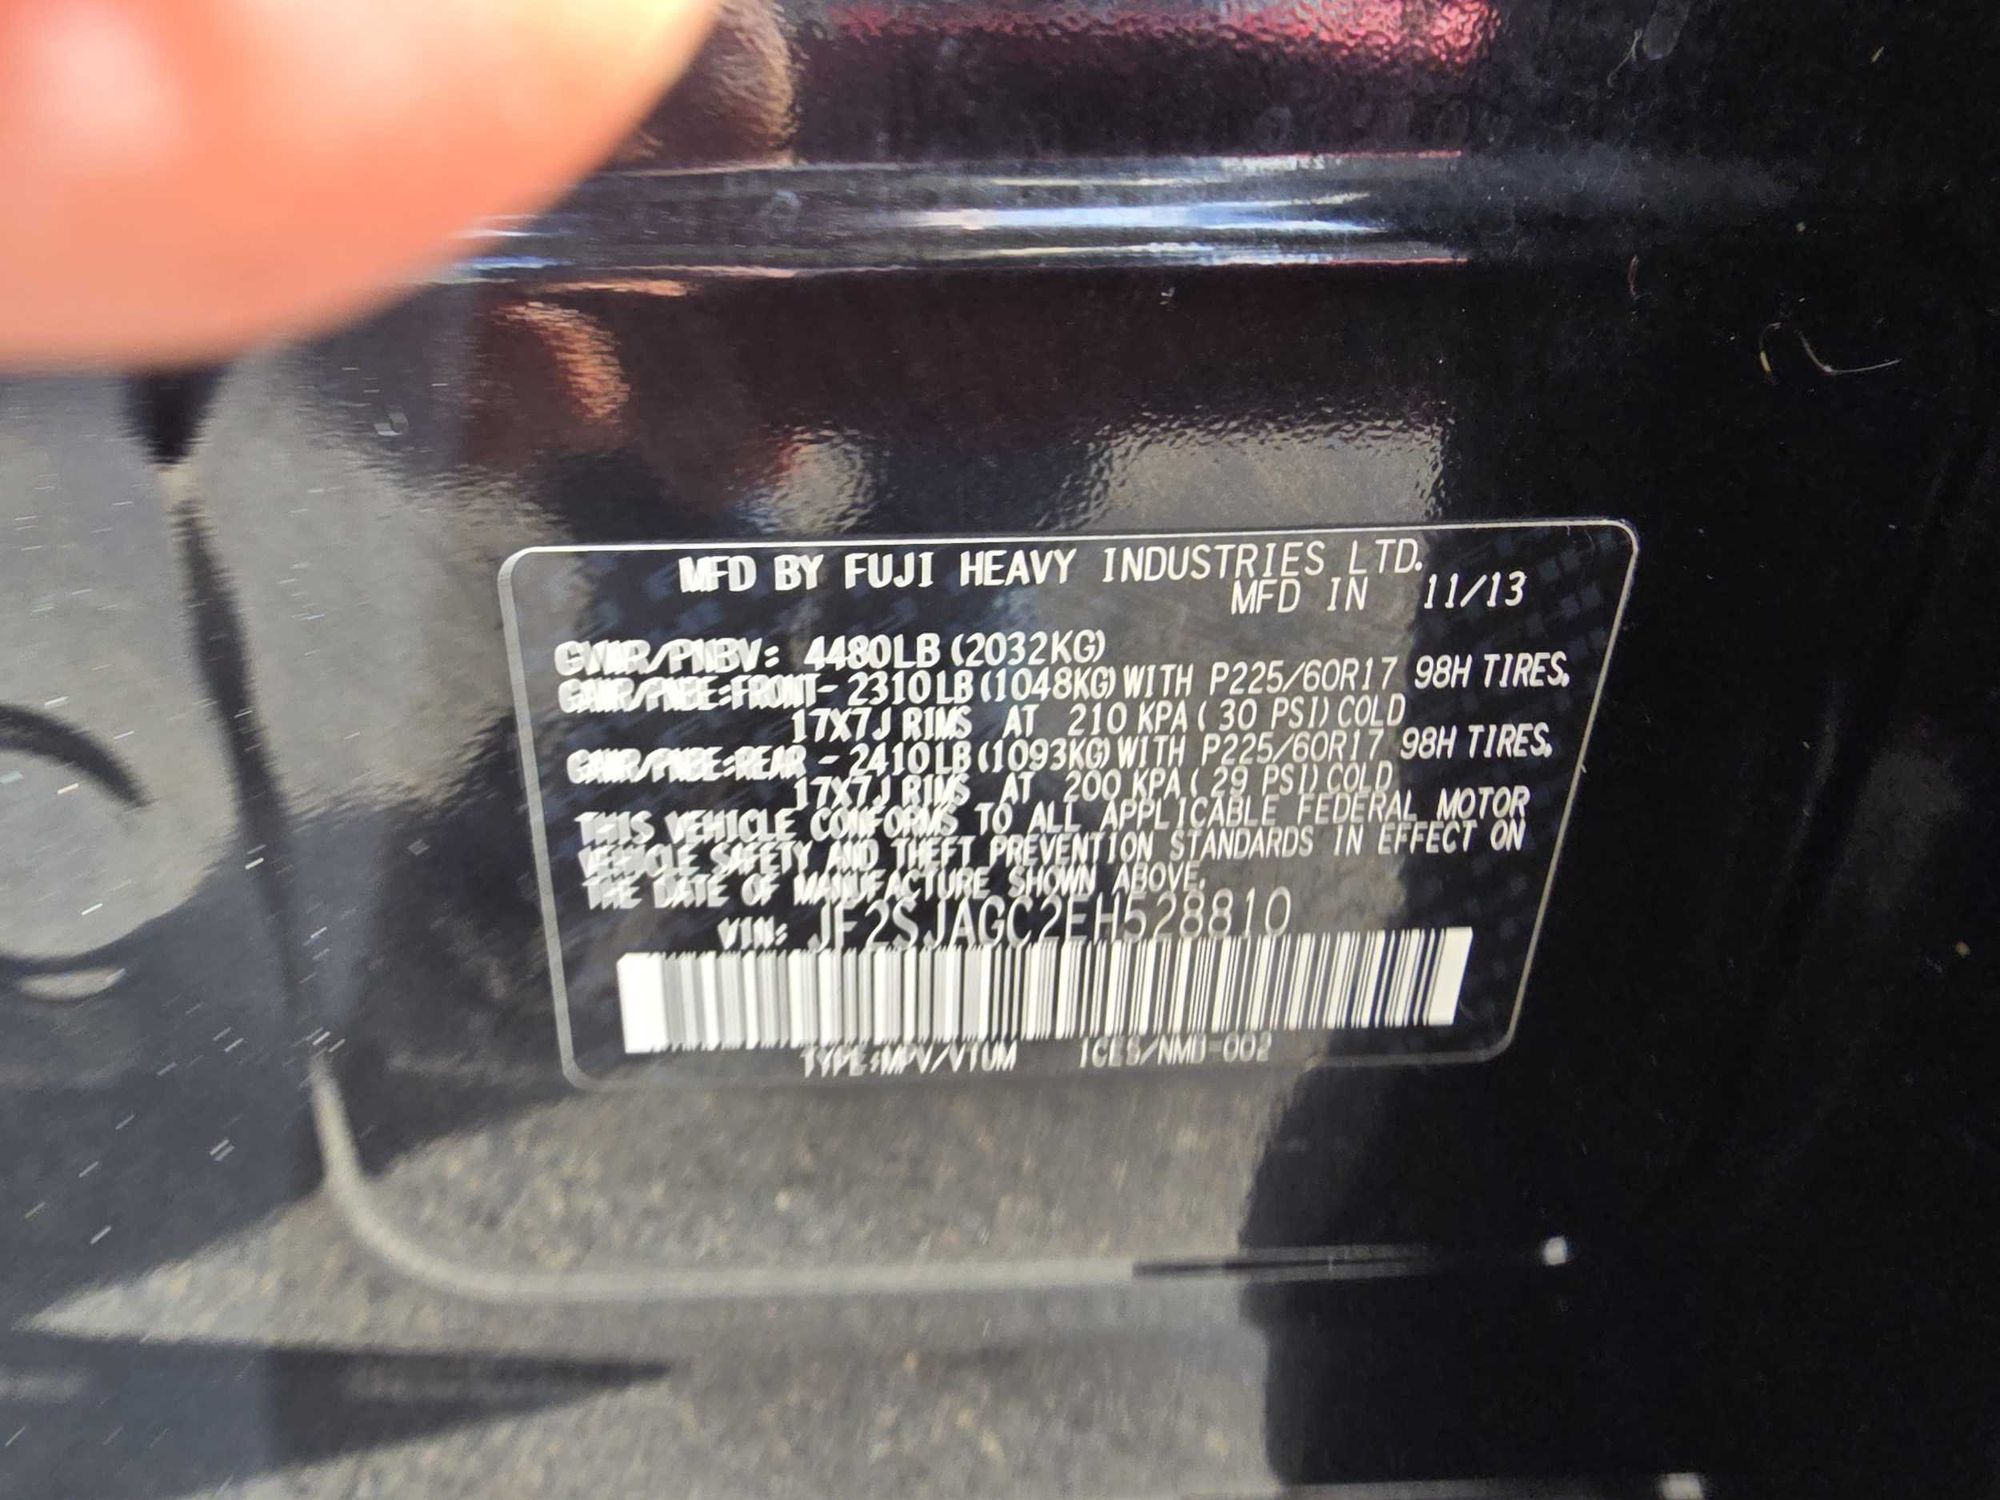 MFD BY FUJI HEAVY INDUSTRIES LTD.
MFD IN 11/13
GVWR/PNBV: 4480LB (2032KG)
GAWR/PNBE:FRONT- 2310LB (1048KG) WITH P225/60R17 98H TIRES,
17X7J RIMS AT 210 KPA ( 30 PSI) COLD
GAWR/PNBE:REAR - 2410LB (1093KG) WITH P225/60R17 98H TIRES,
17X7J RIMS AT 200 KPA ( 29 PSI) COLD
THIS VEHICLE CONFORMS TO ALL APPLICABLE FEDERAL MOTOR
VEHICLE SAFETY AND THEFT PREVENTION STANDARDS IN EFFECT ON
THE DATE OF MANUFACTURE SHOWN ABOVE.
VIN: JF2SJAGC2EH528810
TYPE:MPV/VTUM ICES/NMB-002